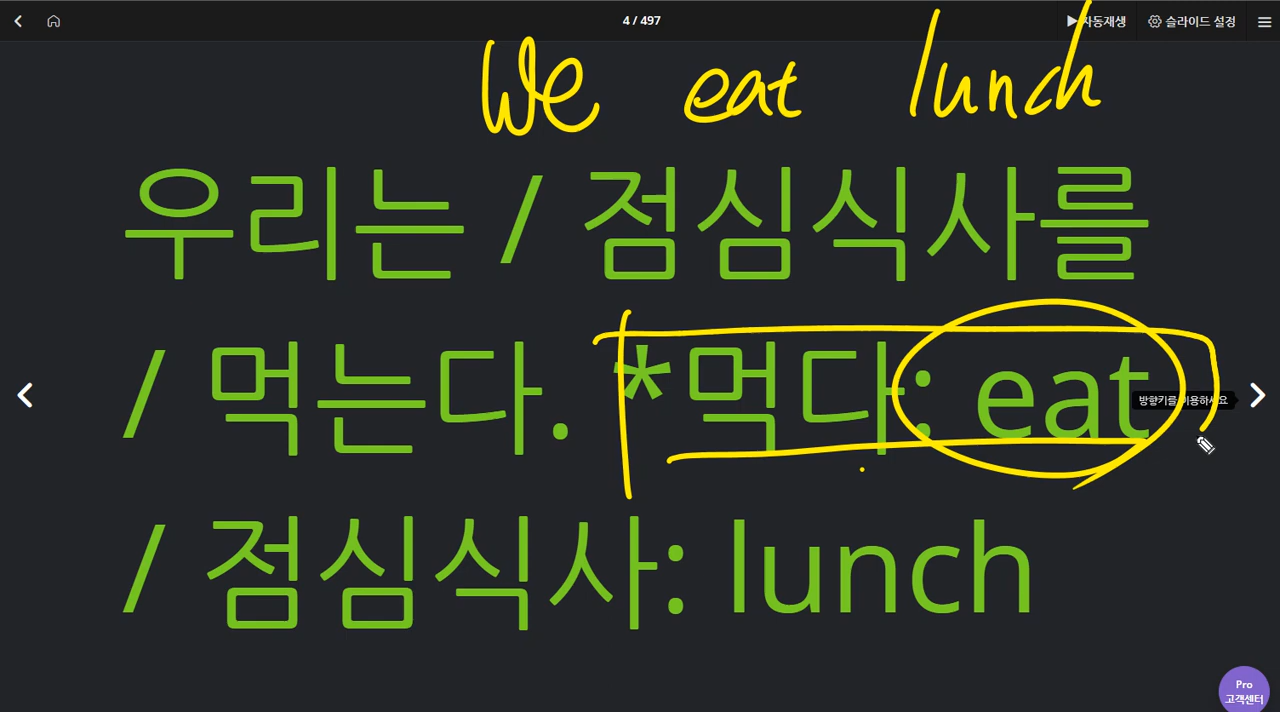 4 / 497
자동재생
슬라이드 설정
We eat lunch
우리는 / 점심식사를
/ 먹는다. *먹다: eat
방향키를 이용하세요
/ 점심식사: lunch
Pro
고객센터